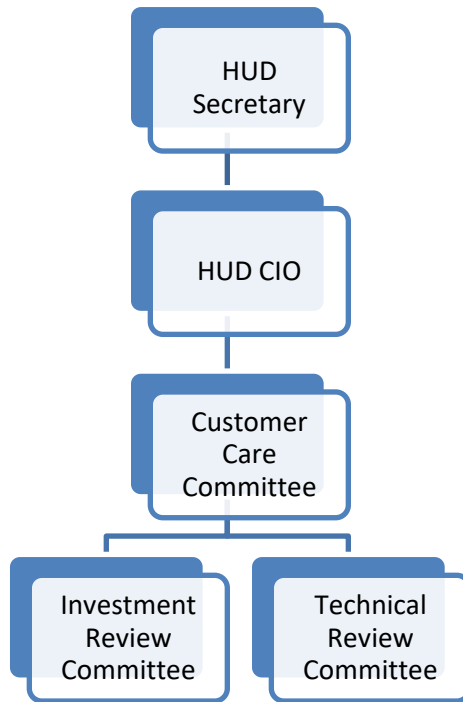 HUD
Secretary
HUD CIO
Customer
Care
Committee
Investment
Review
Committee
Technical
Review
Committee